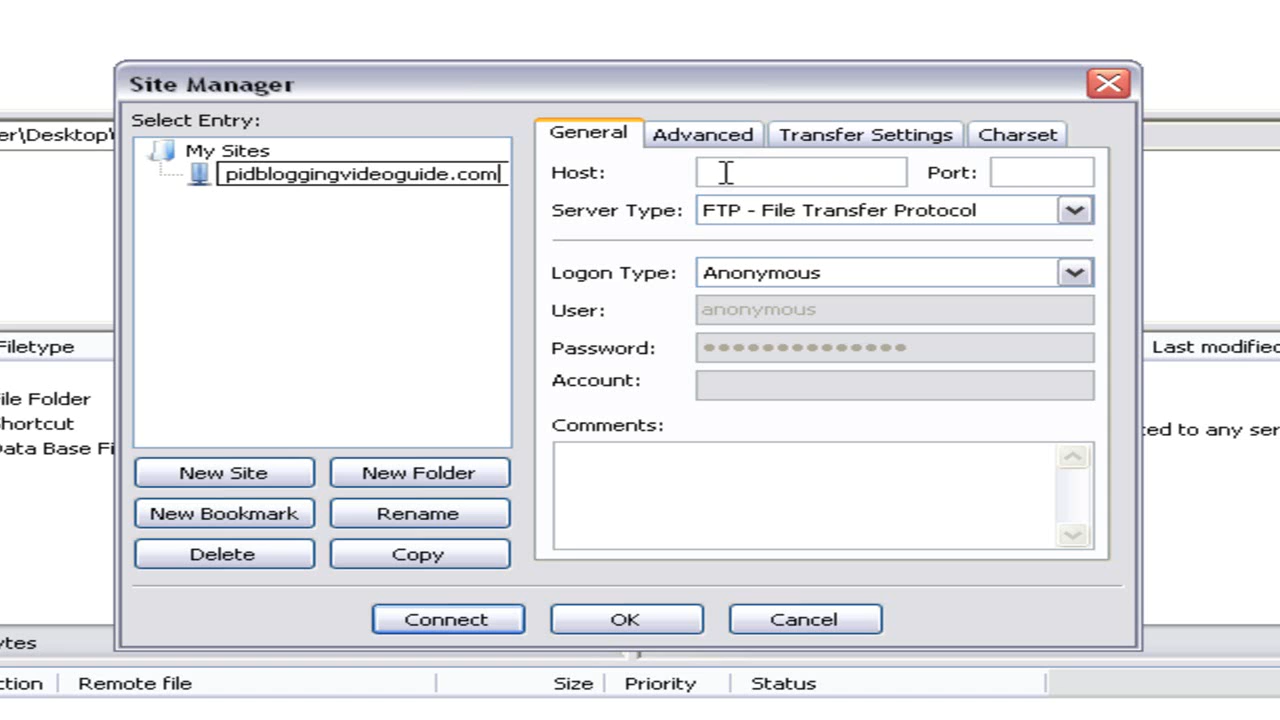 Site Manager
Select Entry:
My Sites
pidbloggingvideoguide.com
General
Advanced
Transfer Settings
Charset
Host:
Port:
Server Type: FTP - File Transfer Protocol
Logon Type: Anonymous
User: anonymous
Password: ••••••••••••••
Account:
Comments:
New Site
New Folder
New Bookmark
Rename
Delete
Copy
Connect
OK
Cancel
er\Desktop\
Filetype
ile Folder
hortcut
ata Base Fi
ytes
Last modified
ted to any ser
ction
Remote file
Size
Priority
Status